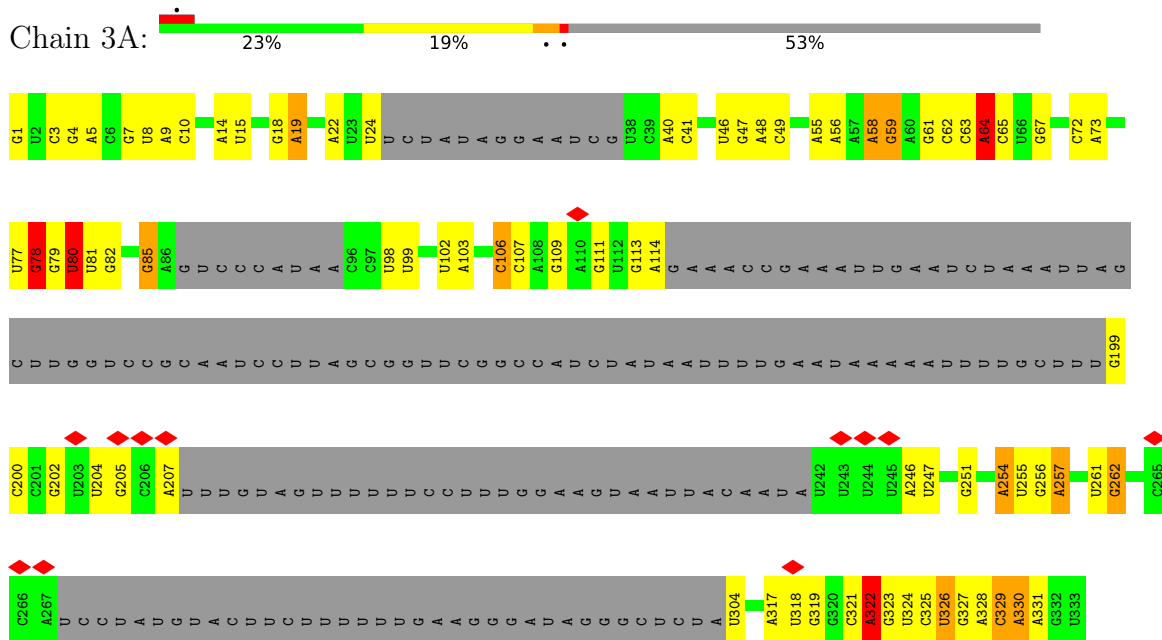 Chain 3A:
23% 19% 53%
G1 U2 C3 G4 A5 C6 G7 U8 A9 C10 A14 U15 G18 A19 A22 U23 U24 U C U A U A G G A A U C G U38 C39 A40 C41 U46 G47 A48 C49 A55 A56 A57 A58 G59 A60 G61 C62 C63 A64 C65 U66 G67 C72 A73
U77 G78 G79 U80 U81 G82 G85 A86 G U C C C A U A A C96 C97 U98 U99 U102 A103 C106 C107 A108 G109 A110 G111 U112 G113 A114 G A A A C C G A A A U U G A A U C U A A A U U A G
C U U G G U C C G C A A U C C U U A G C G G U U C G G C C A U C U A U A A U U U U G A A U A A A A A U U U U G C U U U G199
C200 C201 G202 U203 U204 G205 C206 A207 U U U G U A G U U U U U U C C U U U G G A A G U A A U U A C A A U A U242 U243 U244 U245 A246 U247 G251 A254 U255 G256 A257 U261 G262 C265
C266 A267 U C C U A U G U A C U U C U U U U U U U G A G G G A U A G G G C U C U A U304 A317 U318 G319 G320 C321 A322 G323 U324 C325 U326 G327 A328 C329 A330 A331 G332 U333